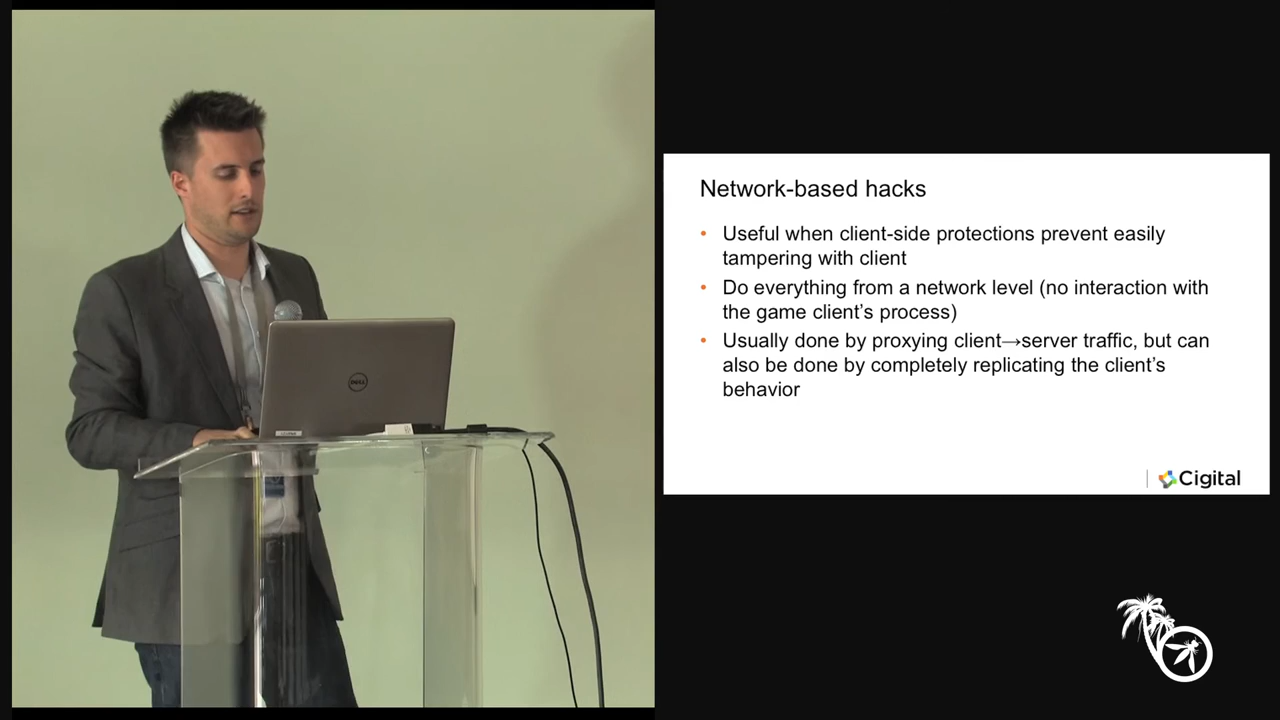 Network-based hacks
• Useful when client-side protections prevent easily
tampering with client
• Do everything from a network level (no interaction with
the game client’s process)
• Usually done by proxying client→server traffic, but can
also be done by completely replicating the client’s
behavior
Cigital
DELL